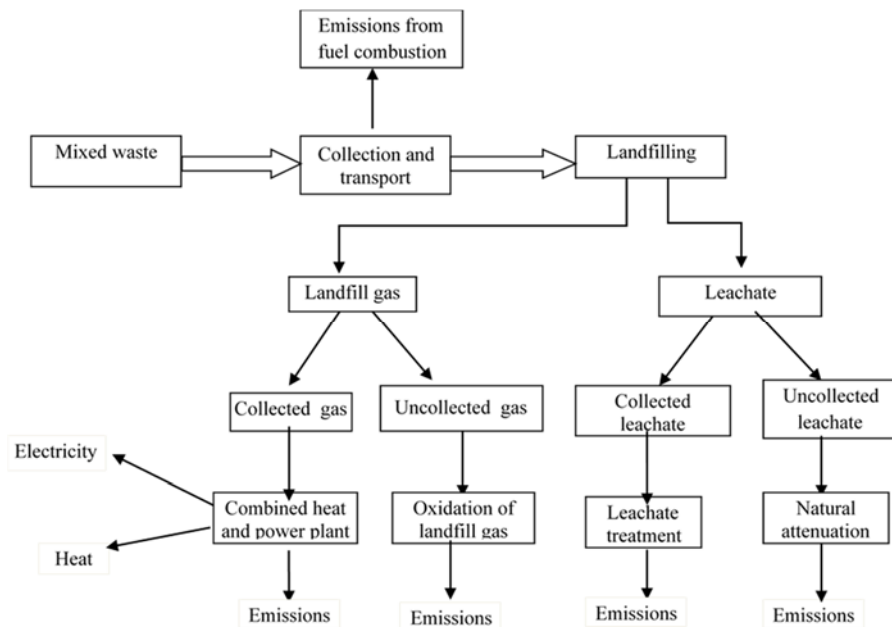 Emissions from
fuel combustion
Mixed waste
Collection and
transport
Landfilling
Landfill gas
Leachate
Collected gas
Uncollected gas
Collected
leachate
Uncollected
leachate
Electricity
Combined heat
and power plant
Oxidation of
landfill gas
Leachate
treatment
Natural
attenuation
Heat
Emissions
Emissions
Emissions
Emissions